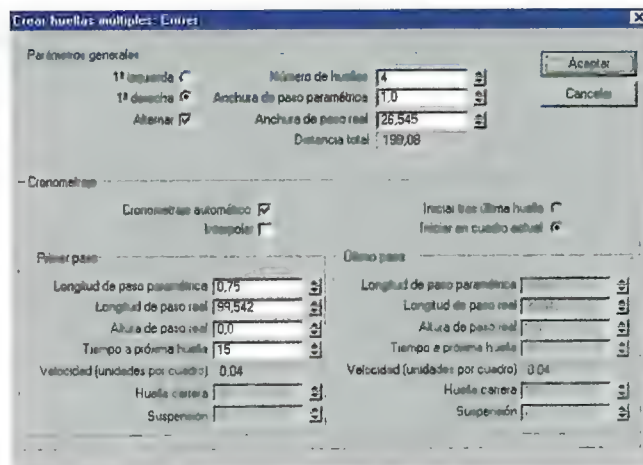 Crear huellas múltiples: Correr
Parámetros generales
1ª izquierda
1ª derecha
Alternar
Número de huellas 4
Anchura de paso paramétrica 1,0
Anchura de paso real 26,545
Distancia total 199,08
Aceptar
Cancelar
Cronometraje
Cronometraje automático
Interpolar
Iniciar tras última huella
Iniciar en cuadro actual
Primer paso
Longitud de paso paramétrica 0,75
Longitud de paso real 99,542
Altura de paso real 0,0
Tiempo a próxima huella 15
Velocidad (unidades por cuadro) 0.04
Huella carrera
Suspensión
Último paso
Longitud de paso paramétrica
Longitud de paso real
Altura de paso real
Tiempo a próxima huella
Velocidad (unidades por cuadro) 0.04
Huella carrera
Suspensión